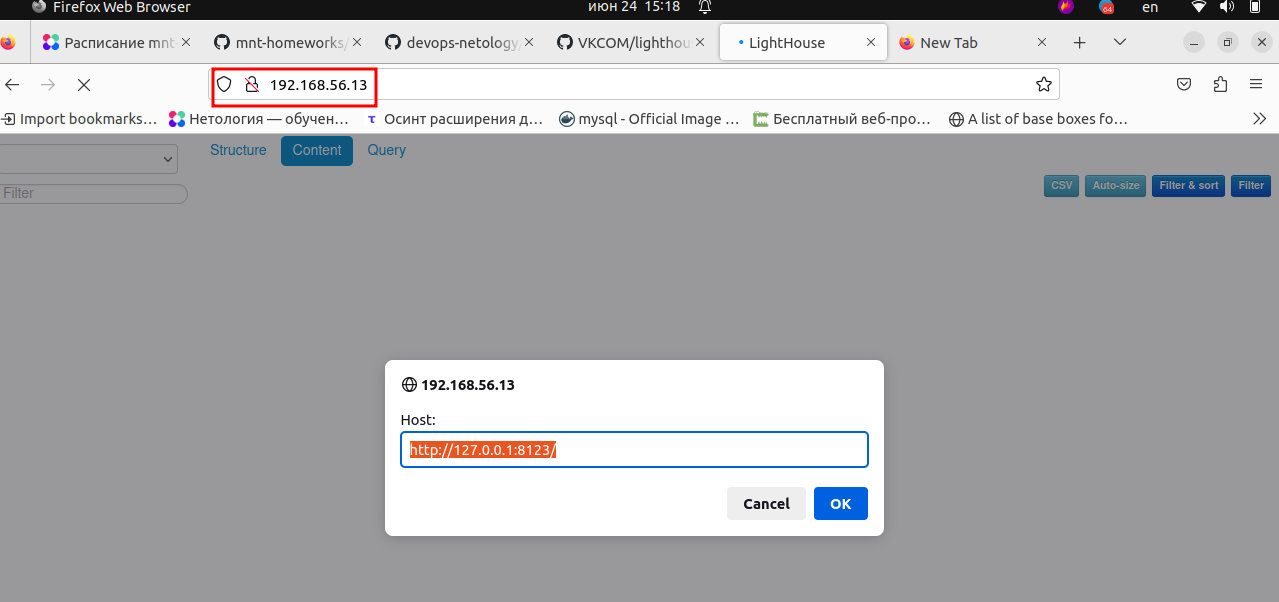 Firefox Web Browser июн 24 15:18 64 en
Расписание mnt- mnt-homeworks/ devops-netology VKCOM/lighthou LightHouse New Tab
192.168.56.13
Import bookmarks… Нетология — обучен… τ Осинт расширения д… mysql - Official Image … Бесплатный веб-про… A list of base boxes fo…
Structure Content Query
Filter
CSV Auto-size Filter & sort Filter
192.168.56.13
Host:
http://127.0.0.1:8123/
Cancel OK